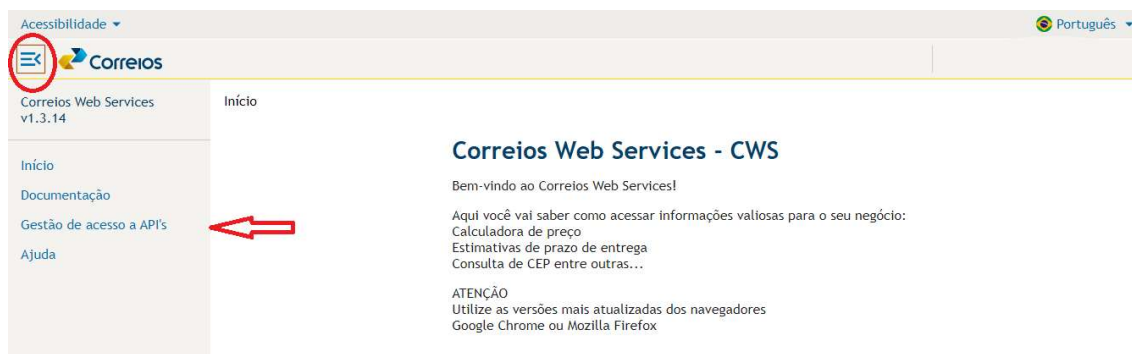 Acessibilidade
Português
Correios
Correios Web Services
v1.3.14
Início
Documentação
Gestão de acesso a API's
Ajuda
Início
Correios Web Services - CWS
Bem-vindo ao Correios Web Services!
Aqui você vai saber como acessar informações valiosas para o seu negócio:
Calculadora de preço
Estimativas de prazo de entrega
Consulta de CEP entre outras...
ATENÇÃO
Utilize as versões mais atualizadas dos navegadores
Google Chrome ou Mozilla Firefox